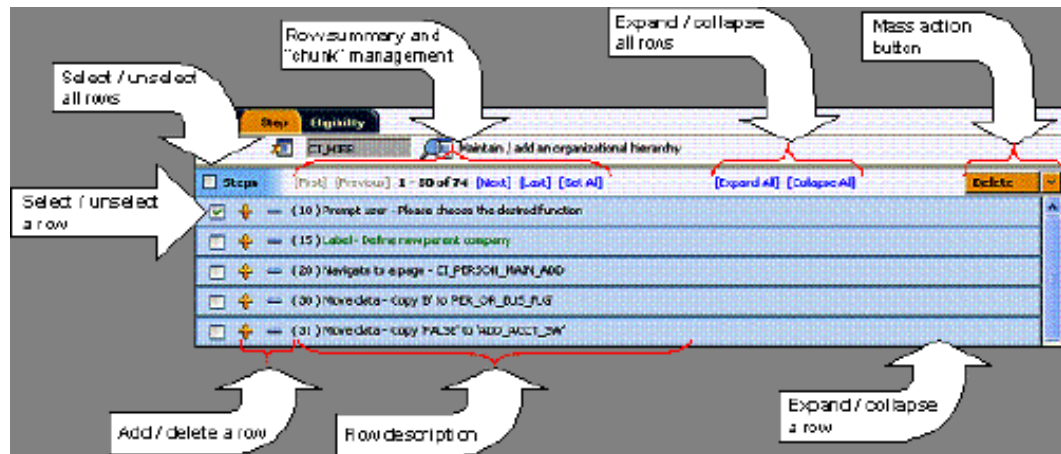 Row summary and
"chunk" management
Expand / collapse
all rows
Mass action
button
Select / unselect
all rows
Step Eligibility
CI_HIER Maintain / add an organizational hierarchy
Steps [First] [Previous] 1 - 30 of 74 [Next] [Last] [Get All] [Expand All] [Collapse All] Delete
Select / unselect
a row
(10) Prompt user - Please choose the desired function
(15) Label - Define new parent company
(20) Navigate to a page - CI_PERSON_MAIN_ADD
(30) Move data - Copy 'B' to PER_OR_BUS_FLG'
(31) Move data - Copy 'FALSE' to 'ADD_ACCT_SW'
Add / delete a row
Row description
Expand / collapse
a row